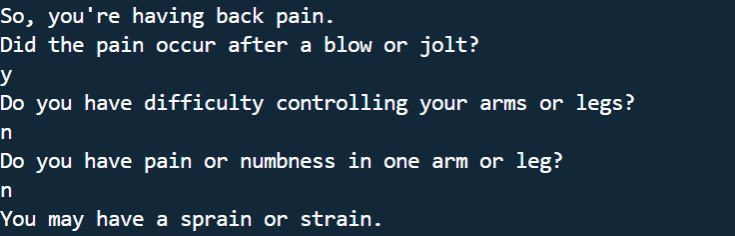 So, you're having back pain.
Did the pain occur after a blow or jolt?
y
Do you have difficulty controlling your arms or legs?
n
Do you have pain or numbness in one arm or leg?
n
You may have a sprain or strain.